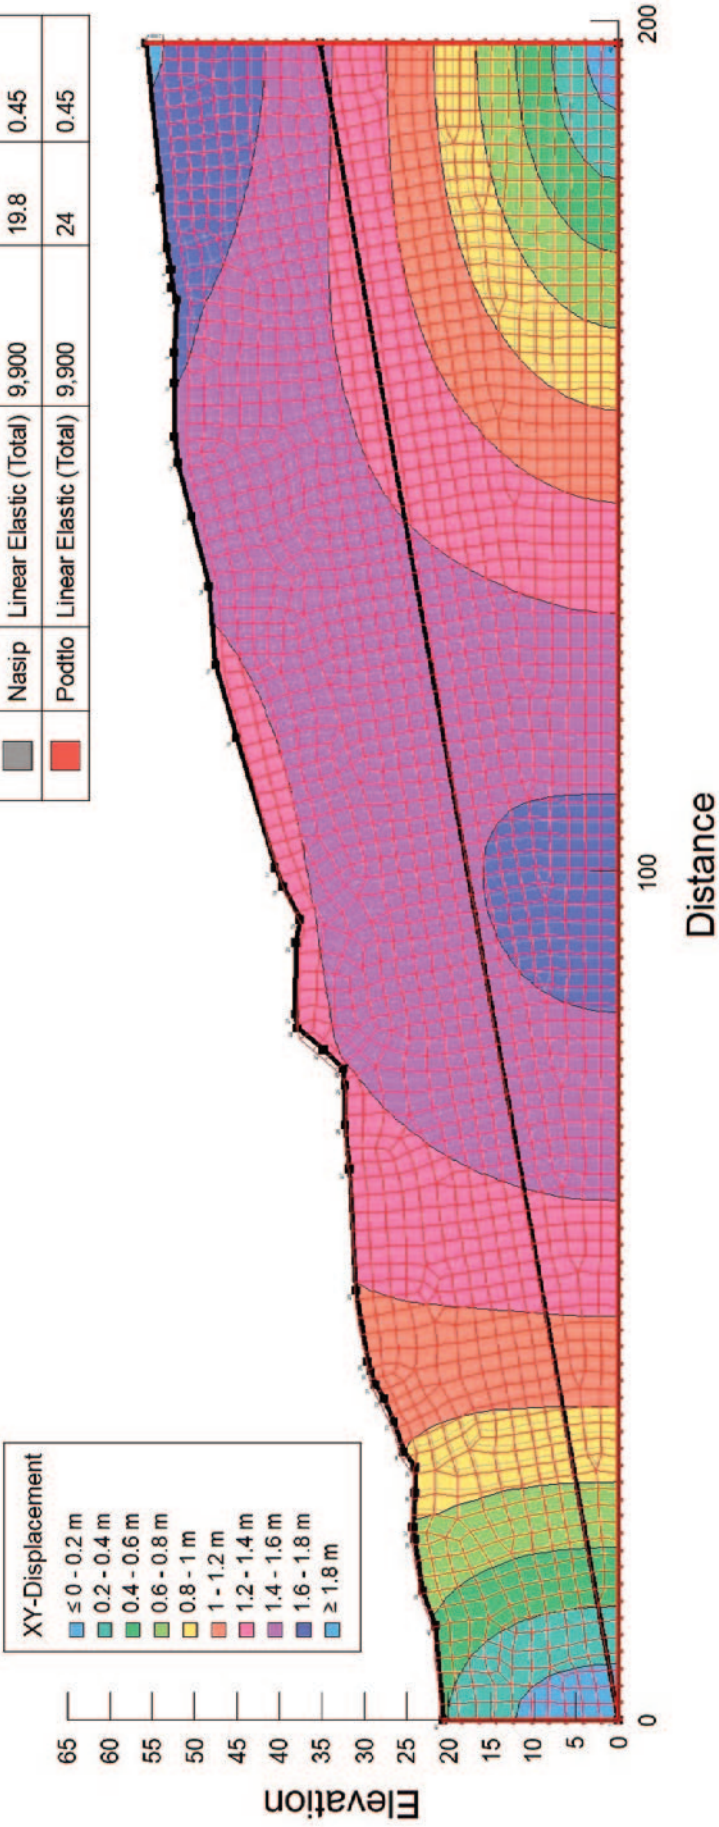 Nasip Linear Elastic (Total) 9,900 19.8 0.45
Podtlo Linear Elastic (Total) 9,900 24 0.45
XY-Displacement
≤ 0 - 0.2 m
0.2 - 0.4 m
0.4 - 0.6 m
0.6 - 0.8 m
0.8 - 1 m
1 - 1.2 m
1.2 - 1.4 m
1.4 - 1.6 m
1.6 - 1.8 m
≥ 1.8 m
Elevation
65
60
55
50
45
40
35
30
25
20
15
10
5
0
0
100
200
Distance